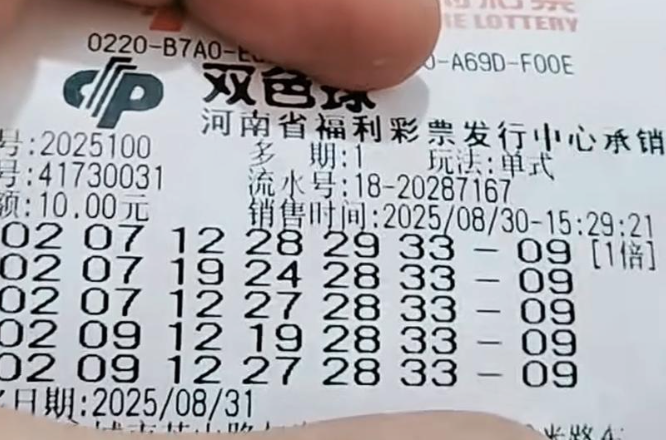 THE LOTTERY
0220-B7A0-E 0-A69D-F00E
双色球
河南省福利彩票发行中心承销
号:2025100 多 期:1 玩法:单式
号:41730031 流水号:18-20287167
额:10.00元 销售时间:2025/08/30-15:29:21
02 07 12 28 29 33 - 09 [1倍]
02 07 19 24 28 33 - 09
02 07 12 27 28 33 - 09
02 09 12 19 28 33 - 09
02 09 12 27 28 33 - 09
日期:2025/08/31